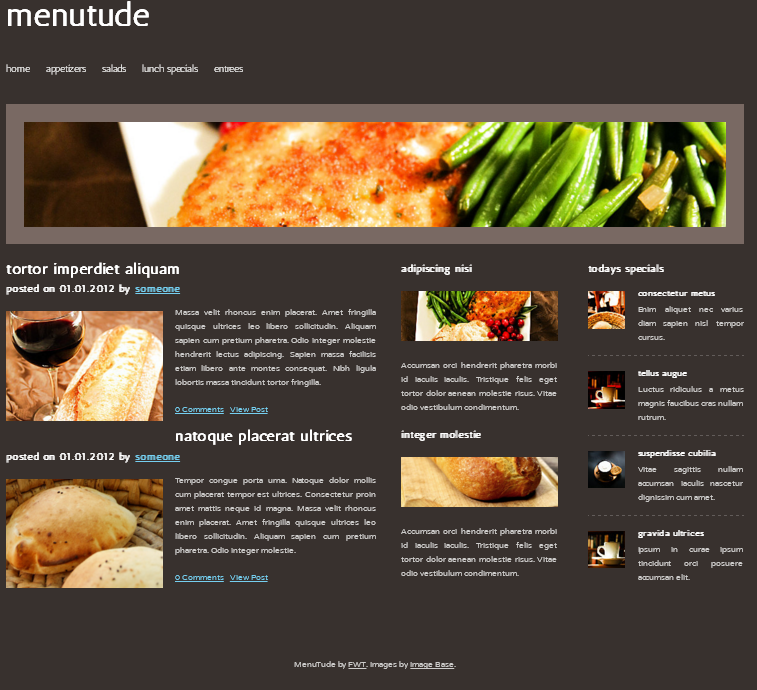 menutude
home appetizers salads lunch specials entrees
tortor imperdiet aliquam
posted on 01.01.2012 by someone
Massa velit rhoncus enim placerat. Amet fringilla
quisque ultrices leo libero sollicitudin. Aliquam
sapien cum pretium pharetra. Odio integer molestie
hendrerit lectus adipiscing. Sapien massa facilisis
etiam libero ante montes consequat. Nibh ligula
lobortis massa tincidunt tortor fringilla.
0 Comments View Post
natoque placerat ultrices
posted on 01.01.2012 by someone
Tempor congue porta urna. Natoque dolor mollis
cum placerat tempor est ultrices. Consectetur proin
amet mattis neque id magna. Massa velit rhoncus
enim placerat. Amet fringilla quisque ultrices leo
libero sollicitudin. Aliquam sapien cum pretium
pharetra. Odio integer molestie.
0 Comments View Post
adipiscing nisi
Accumsan orci hendrerit pharetra morbi
id iaculis iaculis. Tristique felis eget
tortor dolor aenean molestie risus. Vitae
odio vestibulum condimentum.
integer molestie
Accumsan orci hendrerit pharetra morbi
id iaculis iaculis. Tristique felis eget
tortor dolor aenean molestie risus. Vitae
odio vestibulum condimentum.
todays specials
consectetur metus
Enim aliquet nec varius
diam sapien nisl tempor
cursus.
tellus augue
Luctus ridiculus a metus
magnis faucibus cras nullam
rutrum.
suspendisse cubilia
Vitae sagittis nullam
accumsan iaculis nascetur
dignissim cum amet.
gravida ultrices
Ipsum in curae ipsum
tincidunt orci posuere
accumsan elit.
MenuTude by FWT. Images by Image Base.